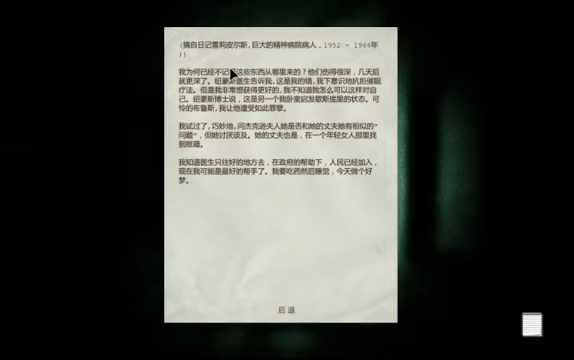 (摘自日记雪莉皮尔斯,巨大的精神病院病人,1952 - 1964年
))
我为何已经不记得这些东西从哪里来的?他们伤得很深,几天后
就更深了。纽豪斯医生告诉我,这是我的错,我下意识地抗拒催眠
疗法。但是我非常想获得更好的,我不知道我怎么可以这样对自
己。纽豪斯博士说,这是另一个我卧室启发敬斯底里的状态。可
怜的布鲁斯,我让他遭受如此罪孽。
我试过了,巧妙地,问杰克逊夫人她是否和她的丈夫她有相似的"
问题",但她讨厌谈及。她的丈夫也是,在一个年轻女人那里找
到慰藉。
我知道医生只往好的地方去,在政府的帮助下,人民已经加入,
现在我可能是最好的帮手了。我要吃药然后睡觉,今天做个好
梦。
后退